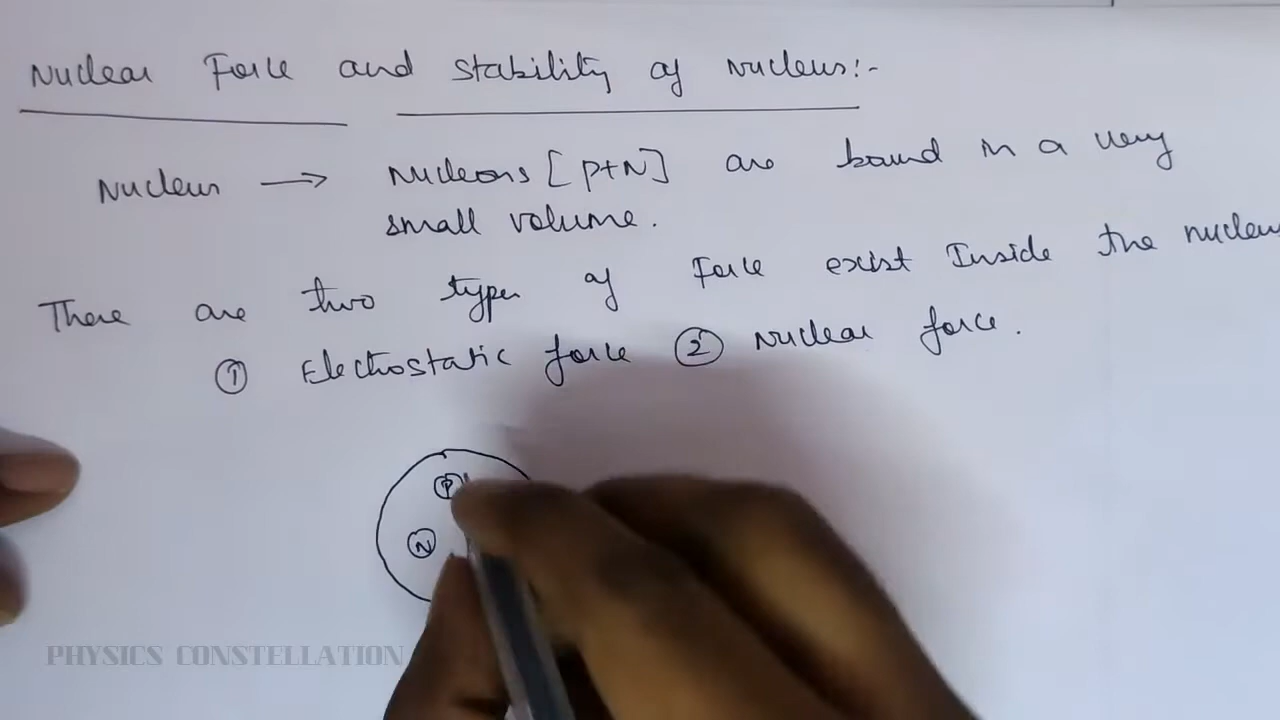 Nuclear Force and stability of Nucleus:-
Nucleus → Nucleons [P+N] are bound in a very
small volume.
There are two types of Force exist Inside the nucleus
① Electrostatic force ② Nuclear force.
P
N
PHYSICS CONSTELLATION